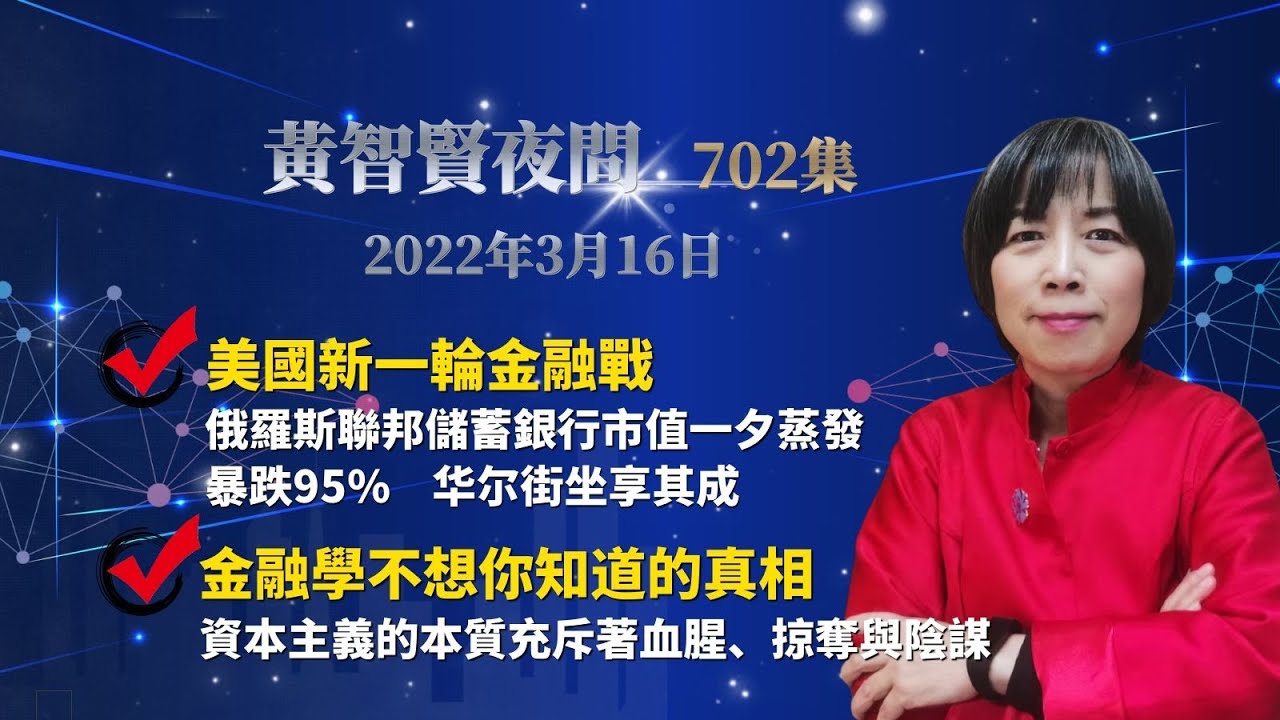 黃智賢夜問 702集
2022年3月16日
美國新一輪金融戰
俄羅斯聯邦儲蓄銀行市值一夕蒸發
暴跌95% 华尔街坐享其成
金融學不想你知道的真相
資本主義的本質充斥著血腥、掠奪與陰謀